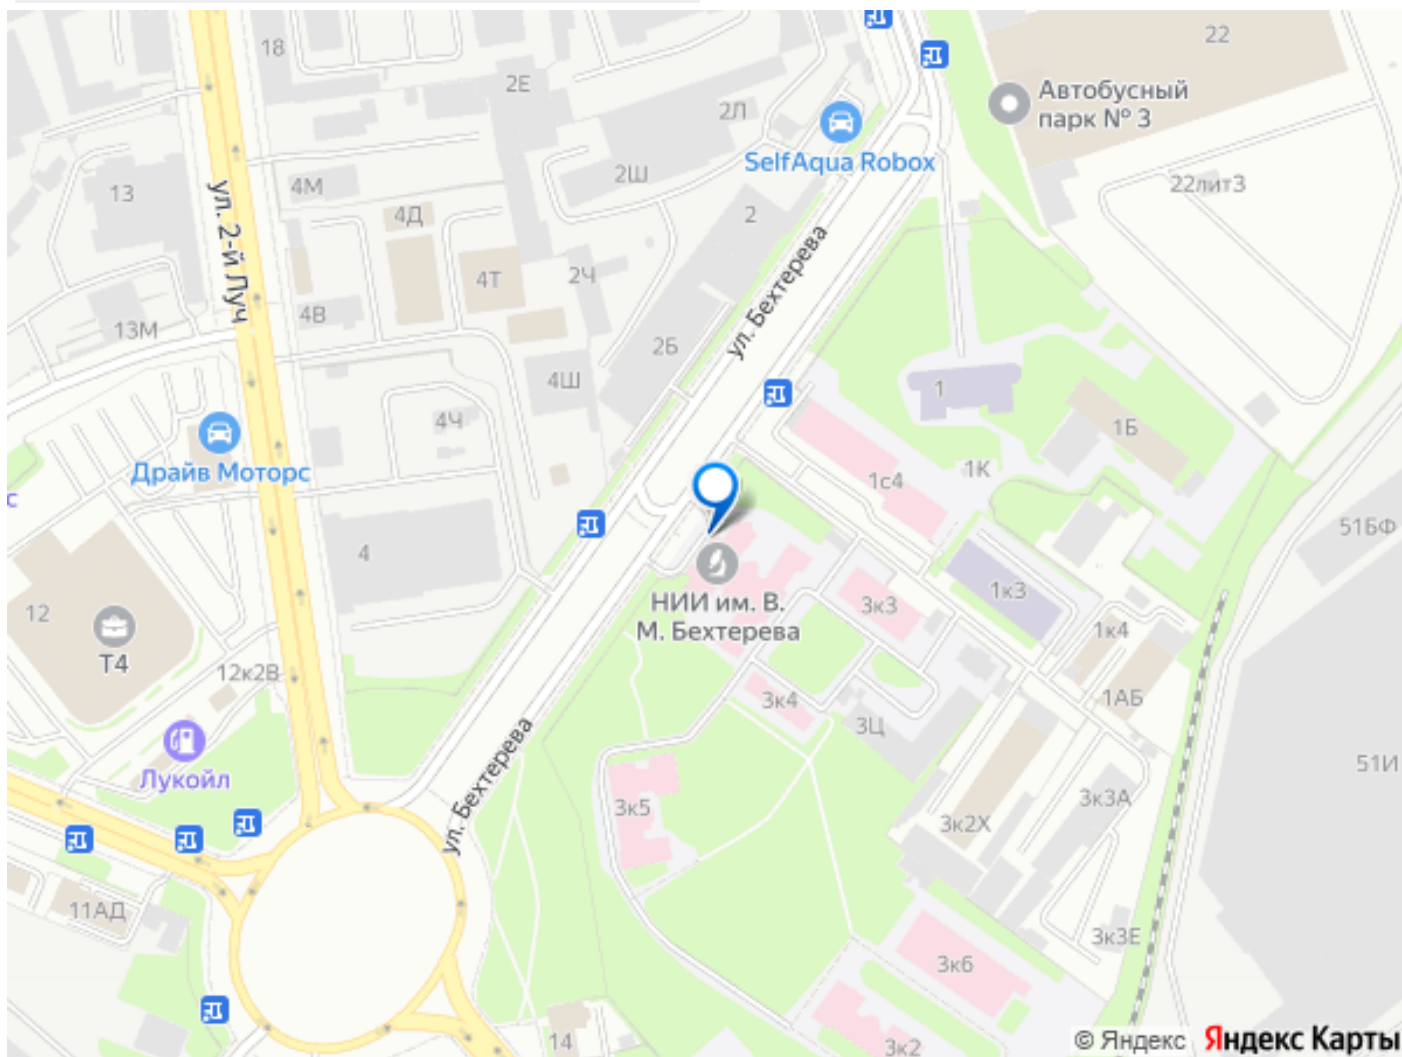 18
22
2Е
Автобусный
парк № 3
2Л
SelfAqua Robox
2Ш
22лит3
13
4М
4Д
2
ул. 2-й Луч
ул. Бехтерева
2Ч
4Т
4В
13М
2Б
4Ш
1
4Ч
1Б
Драйв Моторс
1К
1с4
с
51БФ
4
1к3
НИИ им. В.
М. Бехтерева
3к3
12
1к4
Т4
12к2В
1АБ
3к4
3Ц
Лукойл
ул. Бехтерева
51И
3к5
3к3А
3к2Х
11АД
3к3Е
3к6
14
3к2
© Яндекс Яндекс Карты